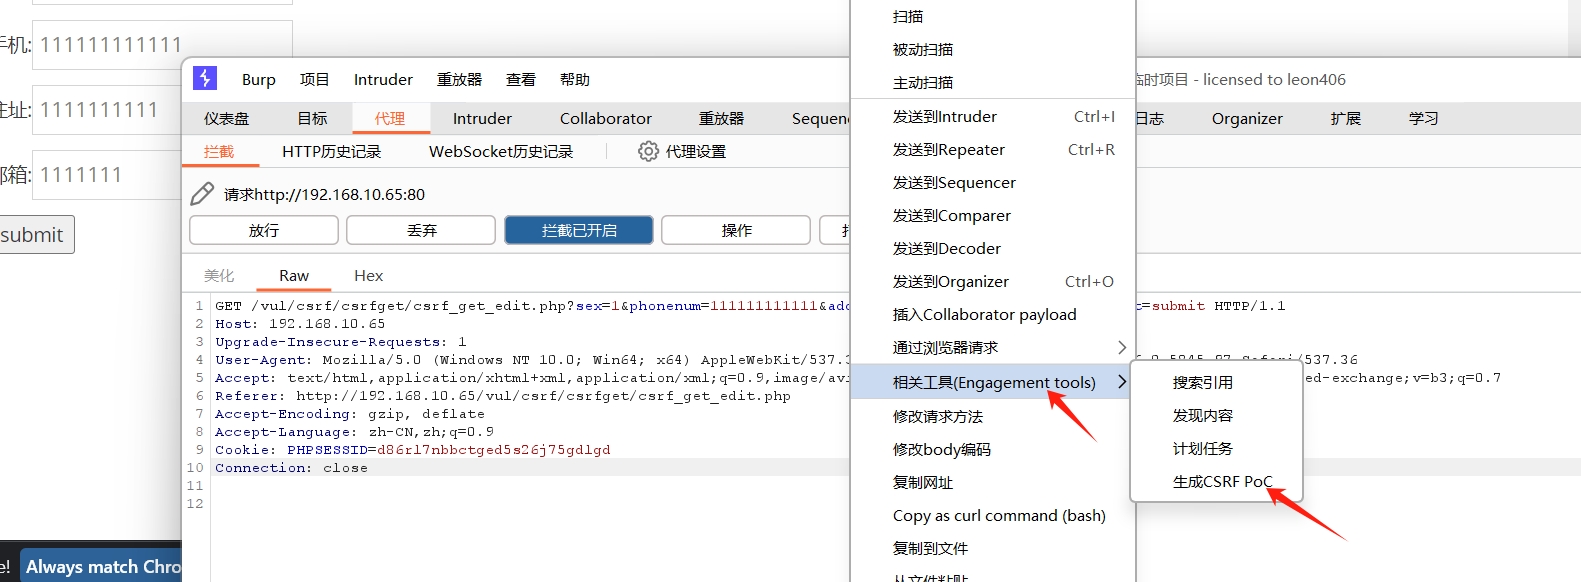 手机: 111111111111
住址: 1111111111
邮箱: 1111111
submit
e! Always match Chro
Burp 项目 Intruder 重放器 查看 帮助
临时项目 - licensed to leon406
仪表盘 目标 代理 Intruder Collaborator 重放器 Sequenc
日志 Organizer 扩展 学习
拦截 HTTP历史记录 WebSocket历史记录 代理设置
请求http://192.168.10.65:80
放行 丢弃 拦截已开启 操作
美化 Raw Hex
1 GET /vul/csrf/csrfget/csrf_get_edit.php?sex=1&phonenum=111111111111&add
t=submit HTTP/1.1
2 Host: 192.168.10.65
3 Upgrade-Insecure-Requests: 1
4 User-Agent: Mozilla/5.0 (Windows NT 10.0; Win64; x64) AppleWebKit/537.3
5 Accept: text/html,application/xhtml+xml,application/xml;q=0.9,image/avi
ed-exchange;v=b3;q=0.7
6 Referer: http://192.168.10.65/vul/csrf/csrfget/csrf_get_edit.php
7 Accept-Encoding: gzip, deflate
8 Accept-Language: zh-CN,zh;q=0.9
9 Cookie: PHPSESSID=d86rl7nbbctged5s26j75gdlgd
10 Connection: close
11
12
扫描
被动扫描
主动扫描
发送到Intruder Ctrl+I
发送到Repeater Ctrl+R
发送到Sequencer
发送到Comparer
发送到Decoder
发送到Organizer Ctrl+O
插入Collaborator payload
通过浏览器请求
相关工具(Engagement tools)
修改请求方法
修改body编码
复制网址
Copy as curl command (bash)
复制到文件
从文件粘贴
搜索引用
发现内容
计划任务
生成CSRF PoC